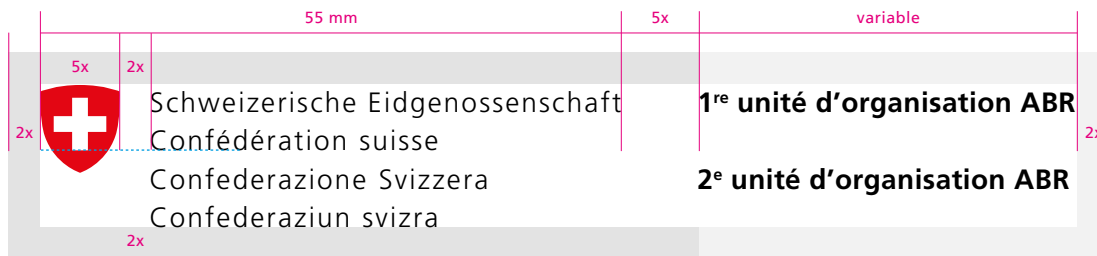 55 mm 5x variable
5x 2x
Schweizerische Eidgenossenschaft 1re unité d’organisation ABR
2x 2x
Confédération suisse
Confederazione Svizzera 2e unité d’organisation ABR
Confederaziun svizra
2x